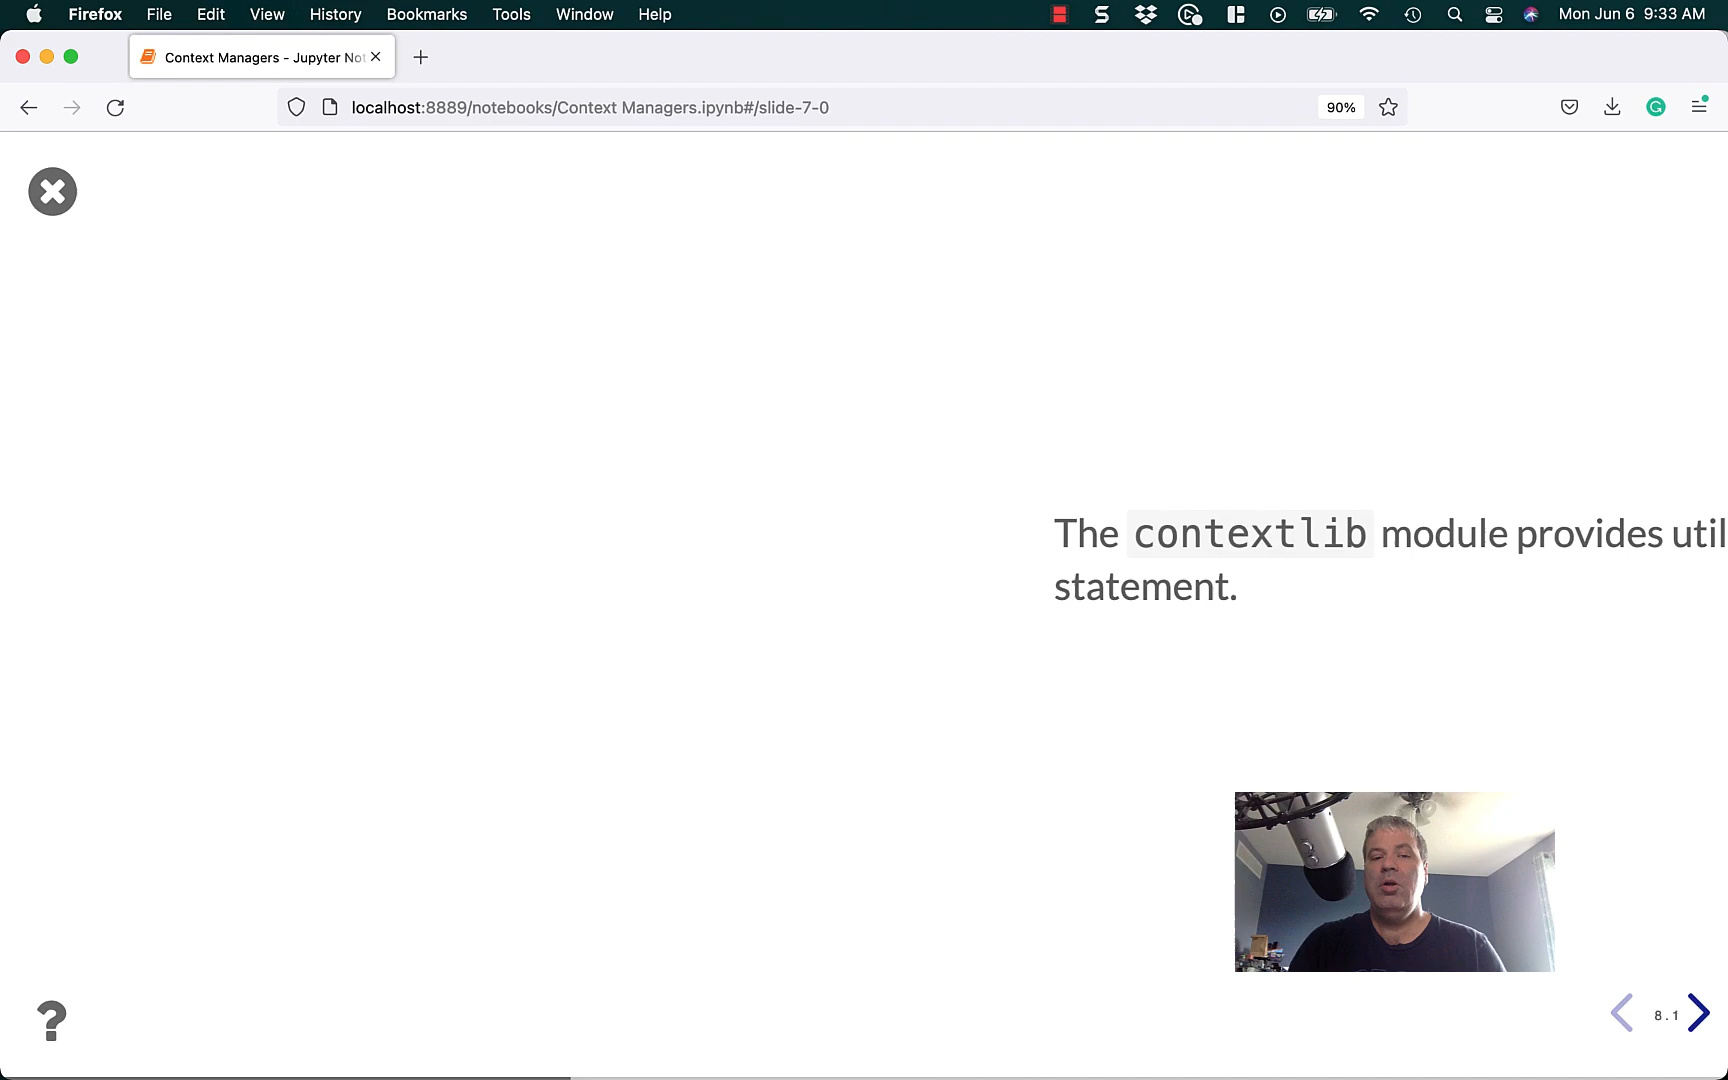 Firefox File Edit View History Bookmarks Tools Window Help Mon Jun 6 9:33 AM
Context Managers - Jupyter Not
localhost:8889/notebooks/Context Managers.ipynb#/slide-7-0 90%
The contextlib module provides util
statement.
8.1